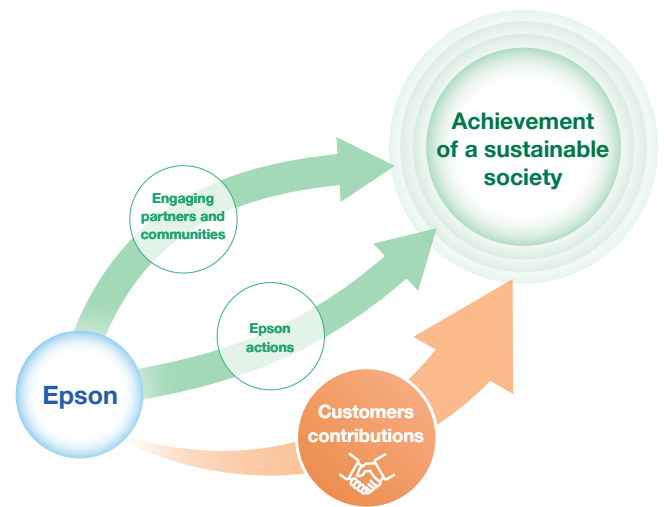 Achievement
of a sustainable
society
Engaging
partners and
communities
Epson
actions
Epson
Customers
contributions